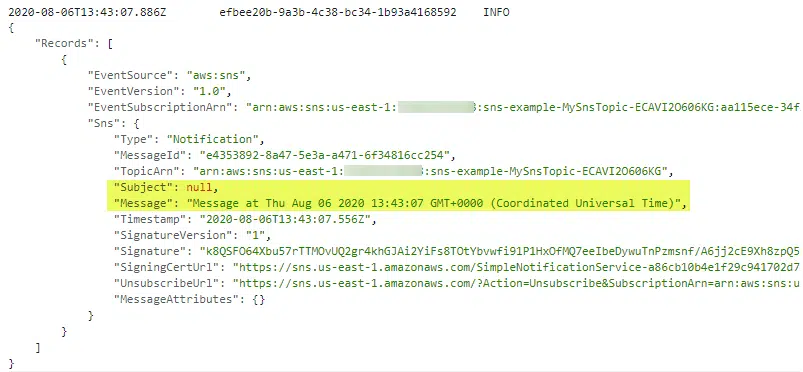 2020-08-06T13:43:07.886Z efbee20b-9a3b-4c38-bc34-1b93a4168592 INFO
{
"Records": [
{
"EventSource": "aws:sns",
"EventVersion": "1.0",
"EventSubscriptionArn": "arn:aws:sns:us-east-1: :sns-example-MySnsTopic-ECAVI2O606KG:aa115ece-34f
"Sns": {
"Type": "Notification",
"MessageId": "e4353892-8a47-5e3a-a471-6f34816cc254",
"TopicArn": "arn:aws:sns:us-east-1: :sns-example-MySnsTopic-ECAVI2O606KG",
"Subject": null,
"Message": "Message at Thu Aug 06 2020 13:43:07 GMT+0000 (Coordinated Universal Time)",
"Timestamp": "2020-08-06T13:43:07.556Z",
"SignatureVersion": "1",
"Signature": "k8QSFO64Xbu57rTTMOvUQ2gr4khGJAi2YiFs8TOtYbvwfi91P1HxOfMQ7eeIbeDywuTnPzmsnf/A6jj2cE9Xh8zpQ5
"SigningCertUrl": "https://sns.us-east-1.amazonaws.com/SimpleNotificationService-a86cb10b4e1f29c941702d7
"UnsubscribeUrl": "https://sns.us-east-1.amazonaws.com/?Action=Unsubscribe&SubscriptionArn=arn:aws:sns:u
"MessageAttributes": {}
}
}
]
}